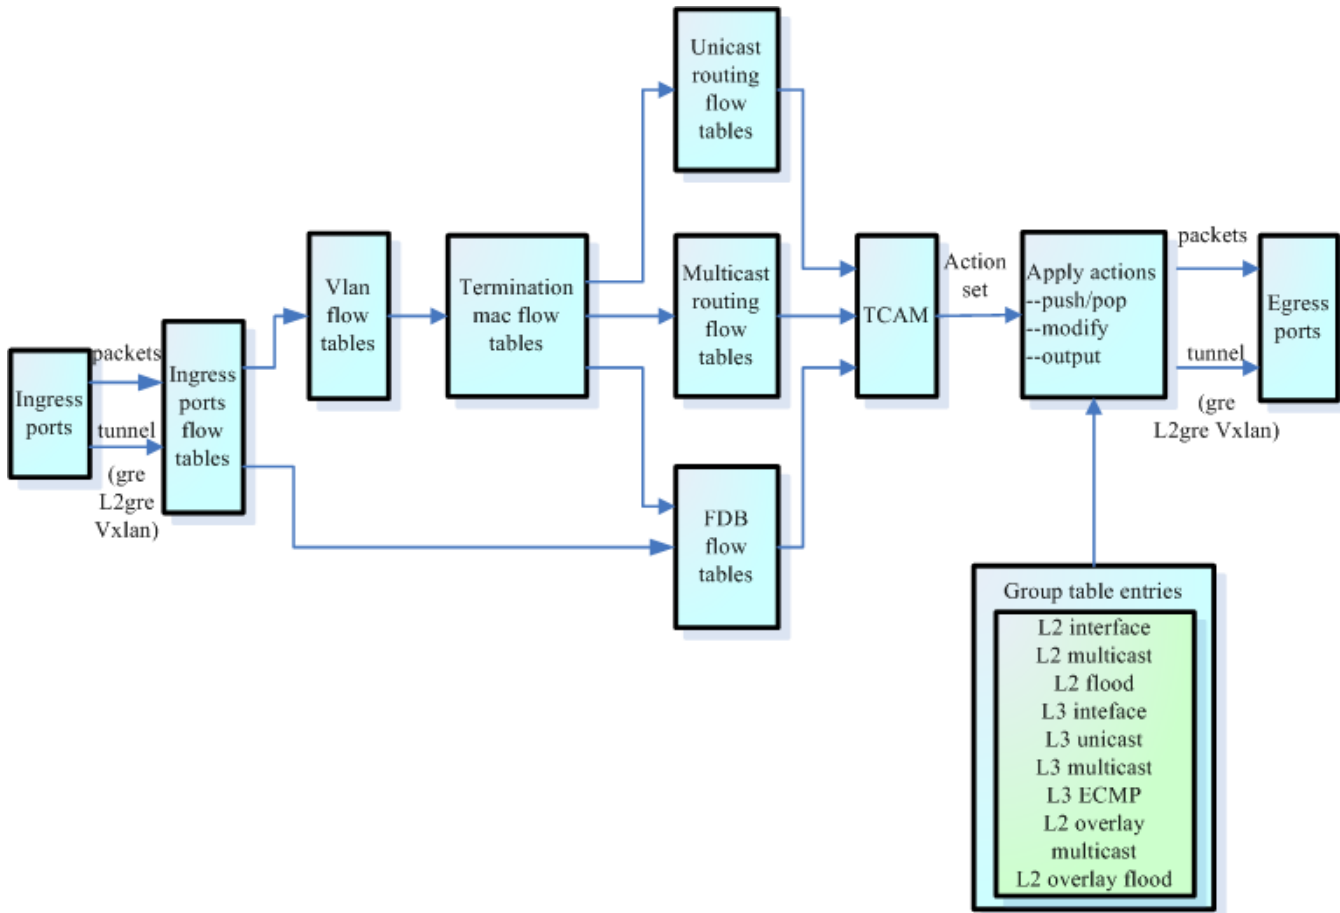 Unicast
routing
flow
tables
Vlan
flow
tables
Termination
mac flow
tables
Multicast
routing
flow
tables
TCAM
Action
set
Apply actions
--push/pop
--modify
--output
packets
Egress
ports
tunnel
(gre
L2gre Vxlan)
Ingress
ports
packets
tunnel
(gre
L2gre
Vxlan)
Ingress
ports
flow
tables
FDB
flow
tables
Group table entries
L2 interface
L2 multicast
L2 flood
L3 inteface
L3 unicast
L3 multicast
L3 ECMP
L2 overlay
multicast
L2 overlay flood